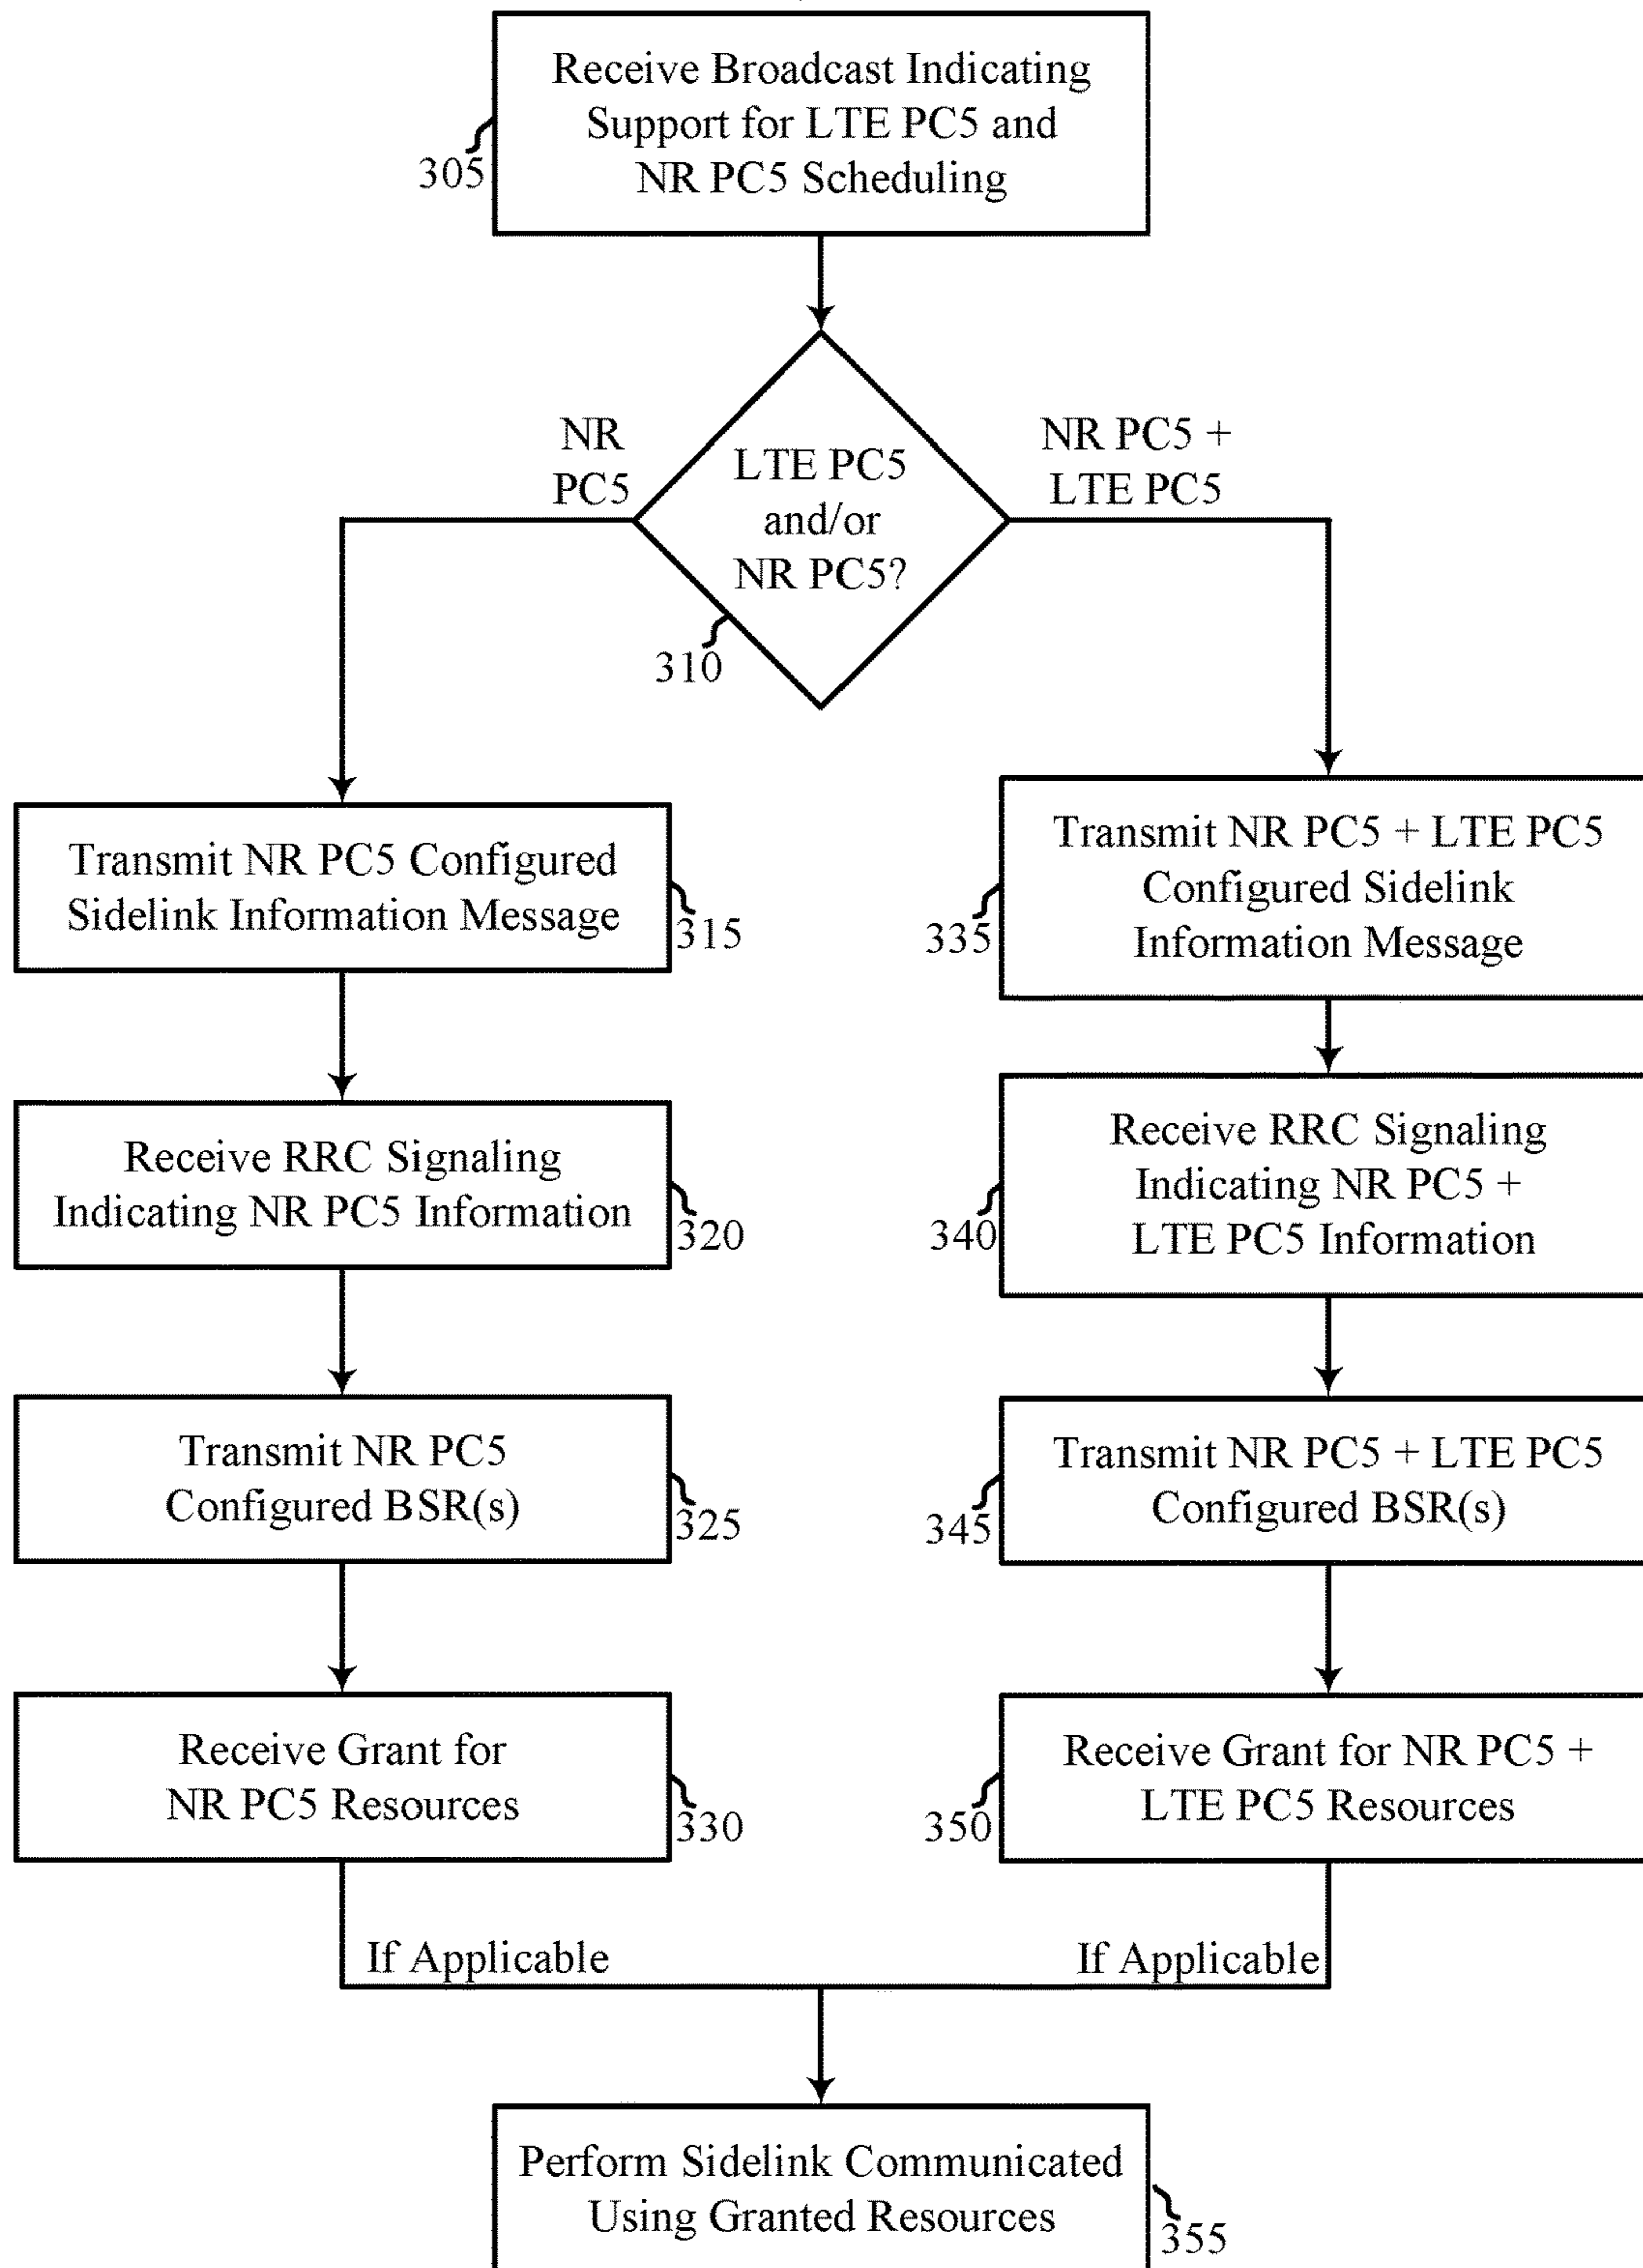 Receive Broadcast Indicating
Support for LTE PC5 and
NR PC5 Scheduling
305
NR
PC5
LTE PC5
and/or
NR PC5?
NR PC5 +
LTE PC5
310
Transmit NR PC5 Configured
Sidelink Information Message
315
Receive RRC Signaling
Indicating NR PC5 Information
320
Transmit NR PC5
Configured BSR(s)
325
Receive Grant for
NR PC5 Resources
330
If Applicable
Transmit NR PC5 + LTE PC5
Configured Sidelink
Information Message
335
Receive RRC Signaling
Indicating NR PC5 +
LTE PC5 Information
340
Transmit NR PC5 + LTE PC5
Configured BSR(s)
345
Receive Grant for NR PC5 +
LTE PC5 Resources
350
If Applicable
Perform Sidelink Communicated
Using Granted Resources
355